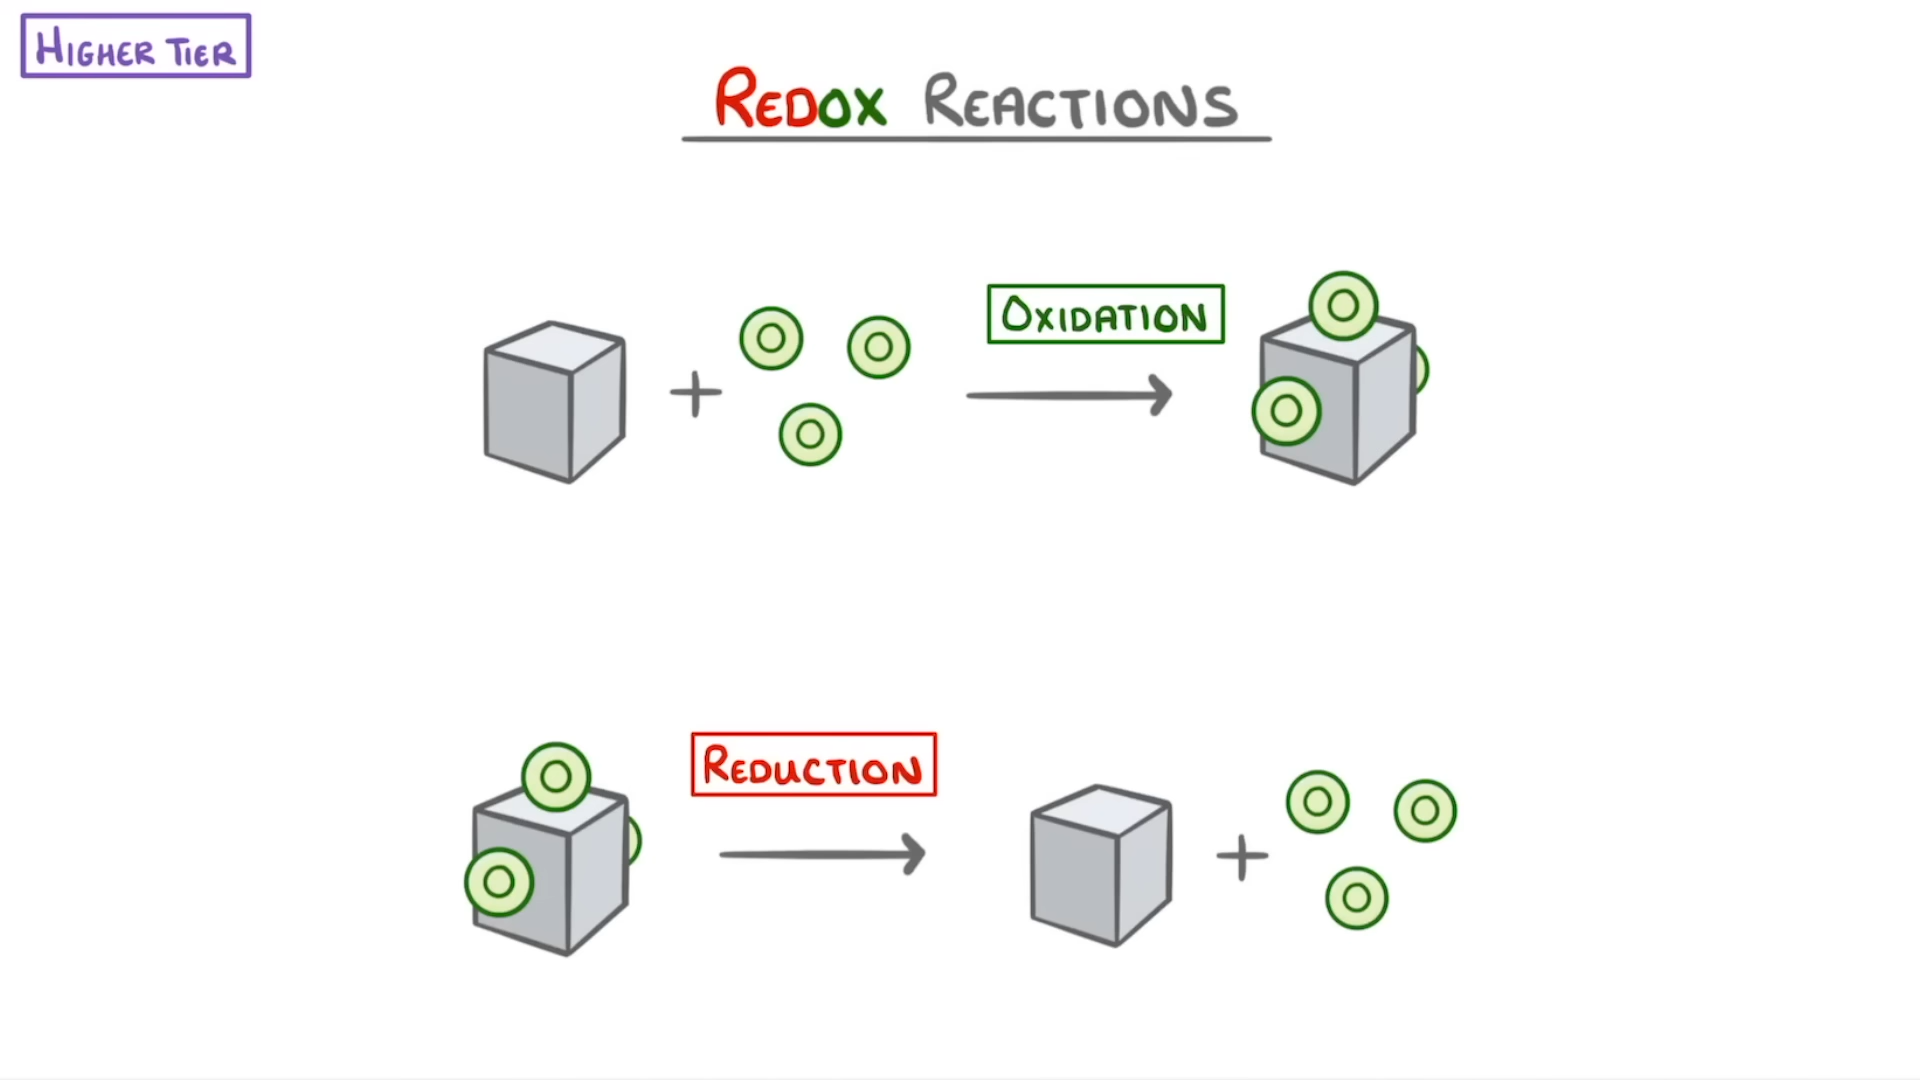 HIGHER TIER
REDOX REACTIONS
+
O
O
O
OXIDATION
O
O
REDUCTION
O
O
+
O
O
O